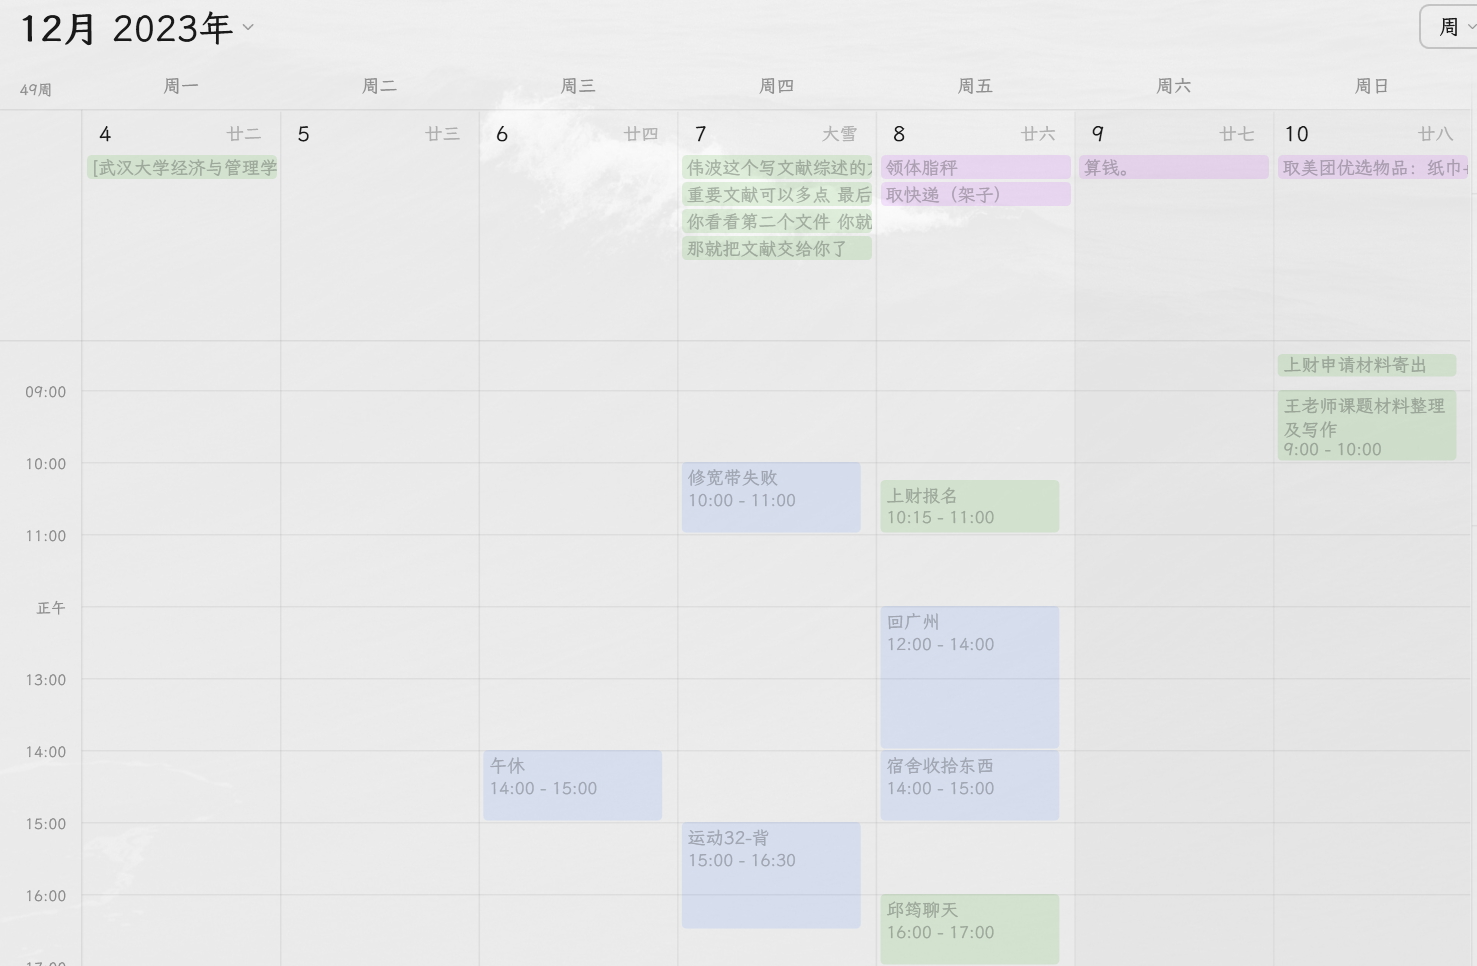 12月 2023年
周
49周 周一 周二 周三 周四 周五 周六 周日
4 廿二 5 廿三 6 廿四 7 大雪 8 廿六 9 廿七 10 廿八
[武汉大学经济与管理学
伟波这个写文献综述的
重要文献可以多点 最后
你看看第二个文件 你就
那就把文献交给你了
领体脂秤
取快递（架子）
算钱。
取美团优选物品：纸巾
09:00
10:00
11:00
正午
13:00
14:00
15:00
16:00
午休
14:00 - 15:00
修宽带失败
10:00 - 11:00
运动32-背
15:00 - 16:30
上财报名
10:15 - 11:00
回广州
12:00 - 14:00
宿舍收拾东西
14:00 - 15:00
邱筠聊天
16:00 - 17:00
上财申请材料寄出
王老师课题材料整理
及写作
9:00 - 10:00